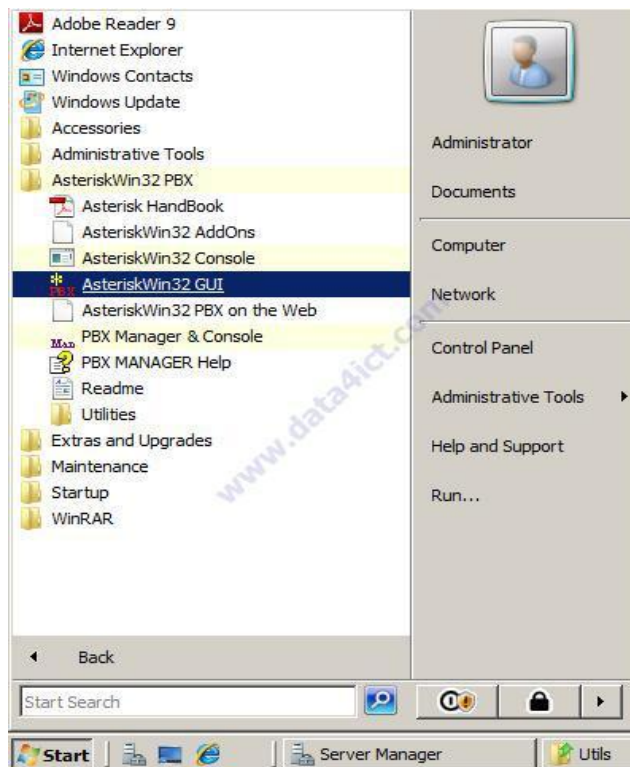 Adobe Reader 9
Internet Explorer
Windows Contacts
Windows Update
Accessories
Administrative Tools
AsteriskWin32 PBX
Asterisk HandBook
AsteriskWin32 AddOns
AsteriskWin32 Console
PBX
AsteriskWin32 GUI
AsteriskWin32 PBX on the Web
Man
PBX Manager & Console
PBX MANAGER Help
Readme
Utilities
Extras and Upgrades
Maintenance
Startup
WinRAR
Back
Start Search
Administrator
Documents
Computer
Network
Control Panel
Administrative Tools
Help and Support
Run...
www.data4ict.com
Start
Server Manager
Utils